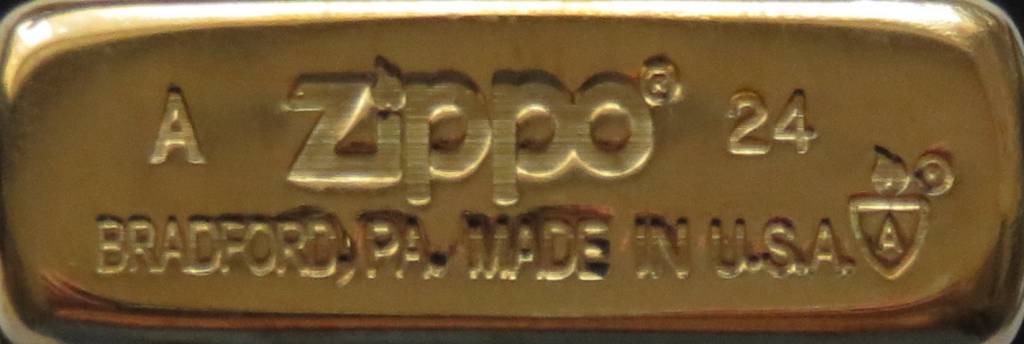 A Zippo® 24
BRADFORD, PA. MADE IN U.S.A. A